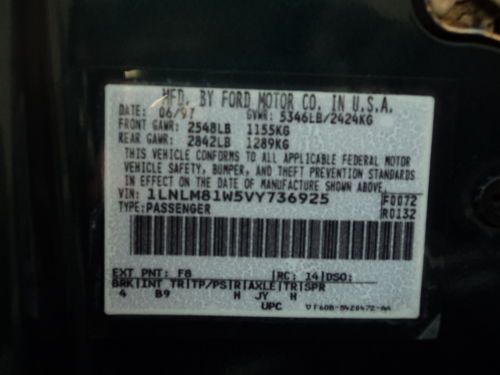 MFD. BY FORD MOTOR CO. IN U.S.A.
DATE: 06/97 GVWR: 5346LB/2424KG
FRONT GAWR: 2548LB 1155KG
REAR GAWR: 2842LB 1289KG
THIS VEHICLE CONFORMS TO ALL APPLICABLE FEDERAL MOTOR
VEHICLE SAFETY, BUMPER, AND THEFT PREVENTION STANDARDS
IN EFFECT ON THE DATE OF MANUFACTURE SHOWN ABOVE.
VIN: 1LNLM81W5VY736925 F0072
TYPE: PASSENGER R0132
EXT PNT: F8 |RC: 14|DSO:
BRK|INT TR|TP/PS|R|AXLE|TR|SPR
4 B9 H JY H
UPC